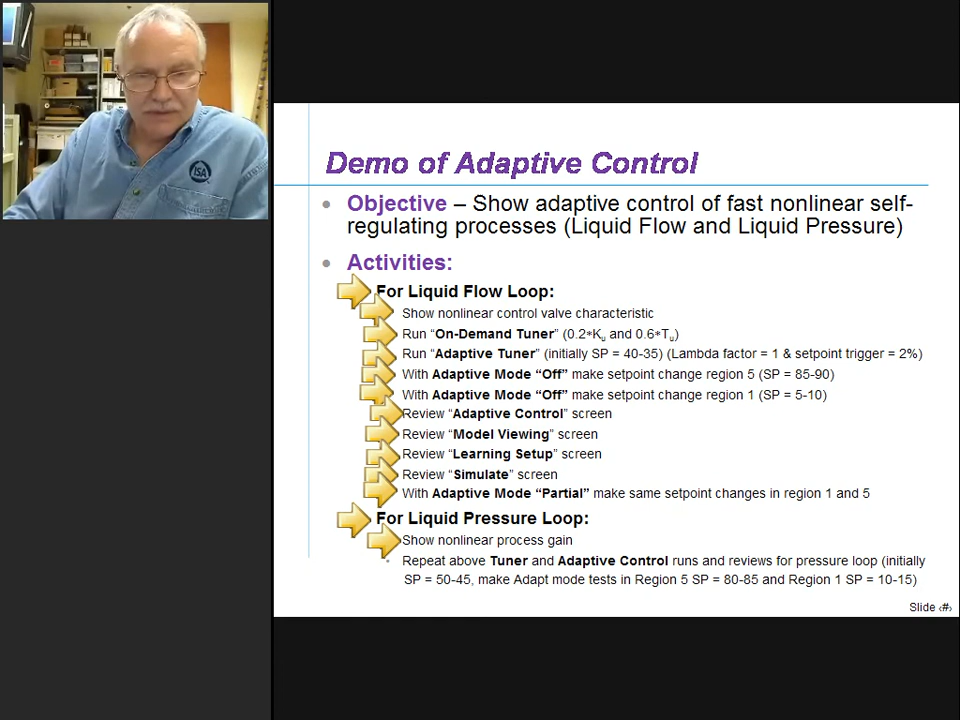 ISA
Demo of Adaptive Control
Objective – Show adaptive control of fast nonlinear self-
regulating processes (Liquid Flow and Liquid Pressure)
Activities:
For Liquid Flow Loop:
Show nonlinear control valve characteristic
Run “On-Demand Tuner” (0.2*Ku and 0.6*Tu)
Run “Adaptive Tuner” (initially SP = 40-35) (Lambda factor = 1 & setpoint trigger = 2%)
With Adaptive Mode “Off” make setpoint change region 5 (SP = 85-90)
With Adaptive Mode “Off” make setpoint change region 1 (SP = 5-10)
Review “Adaptive Control” screen
Review “Model Viewing” screen
Review “Learning Setup” screen
Review “Simulate” screen
With Adaptive Mode “Partial” make same setpoint changes in region 1 and 5
For Liquid Pressure Loop:
Show nonlinear process gain
Repeat above Tuner and Adaptive Control runs and reviews for pressure loop (initially
SP = 50-45, make Adapt mode tests in Region 5 SP = 80-85 and Region 1 SP = 10-15)
Slide ‹#›